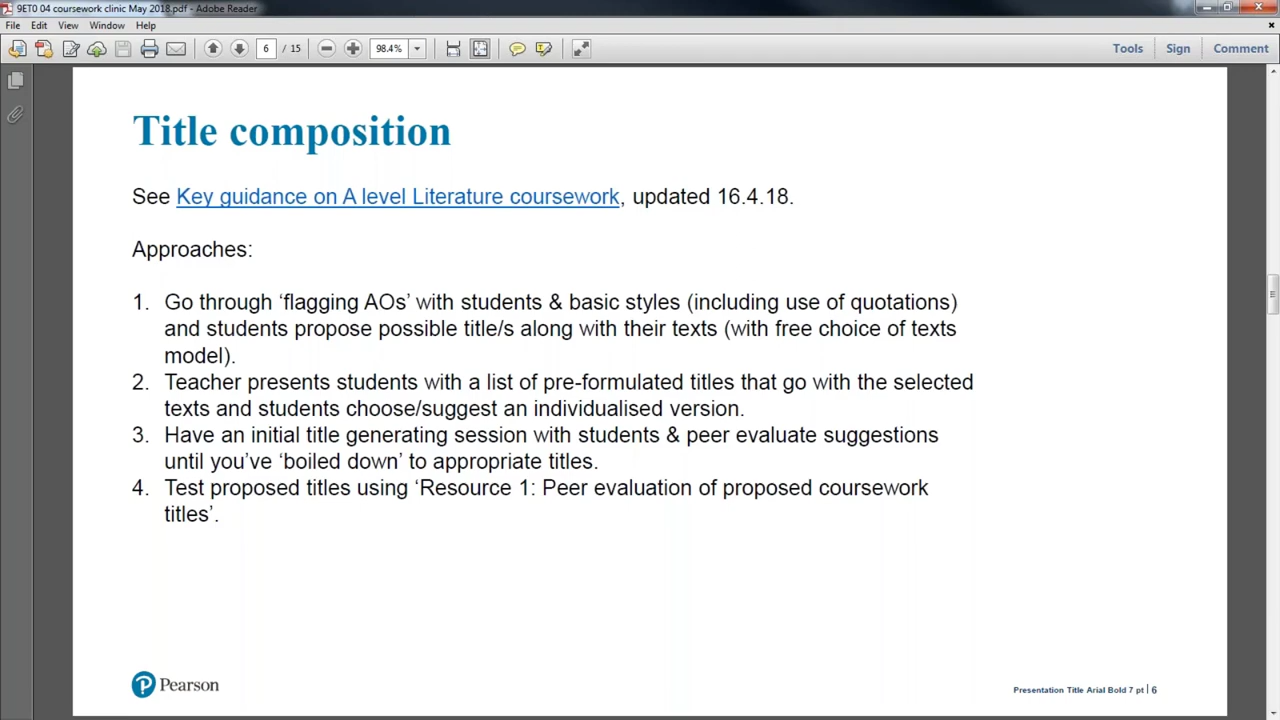 9ET0 04 coursework clinic May 2018.pdf - Adobe Reader
File Edit View Window Help
6 / 15 98.4% Tools Sign Comment
Title composition
See Key guidance on A level Literature coursework, updated 16.4.18.
Approaches:
1. Go through ‘flagging AOs’ with students & basic styles (including use of quotations)
and students propose possible title/s along with their texts (with free choice of texts
model).
2. Teacher presents students with a list of pre-formulated titles that go with the selected
texts and students choose/suggest an individualised version.
3. Have an initial title generating session with students & peer evaluate suggestions
until you’ve ‘boiled down’ to appropriate titles.
4. Test proposed titles using ‘Resource 1: Peer evaluation of proposed coursework
titles’.
Pearson
Presentation Title Arial Bold 7 pt | 6